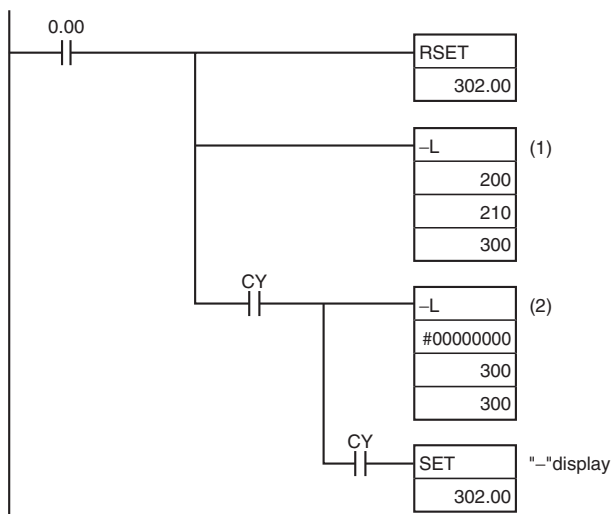 0.00
RSET
302.00
–L (1)
200
210
300
CY
–L (2)
#00000000
300
300
CY
SET "–"display
302.00